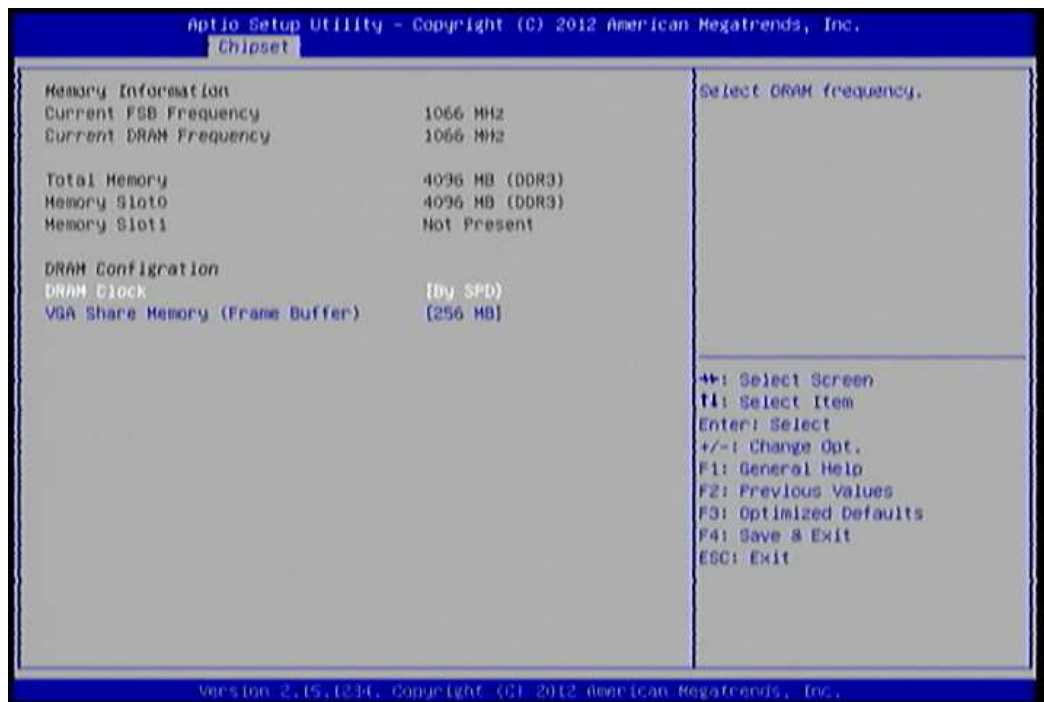 Aptio Setup Utility - Copyright (C) 2012 American Megatrends, Inc.
Chipset
Memory Information
Current FSB Frequency 1066 MHz
Current DRAM Frequency 1066 MHz
Total Memory 4096 MB (DDR3)
Memory Slot0 4096 MB (DDR3)
Memory Slot1 Not Present
DRAM Configration
DRAM Clock [By SPD]
VGA Share Memory (Frame Buffer) [256 MB]
Select DRAM frequency.
→←: Select Screen
↑↓: Select Item
Enter: Select
+/-: Change Opt.
F1: General Help
F2: Previous Values
F3: Optimized Defaults
F4: Save & Exit
ESC: Exit
Version 2.15.1234. Copyright (C) 2012 American Megatrends, Inc.